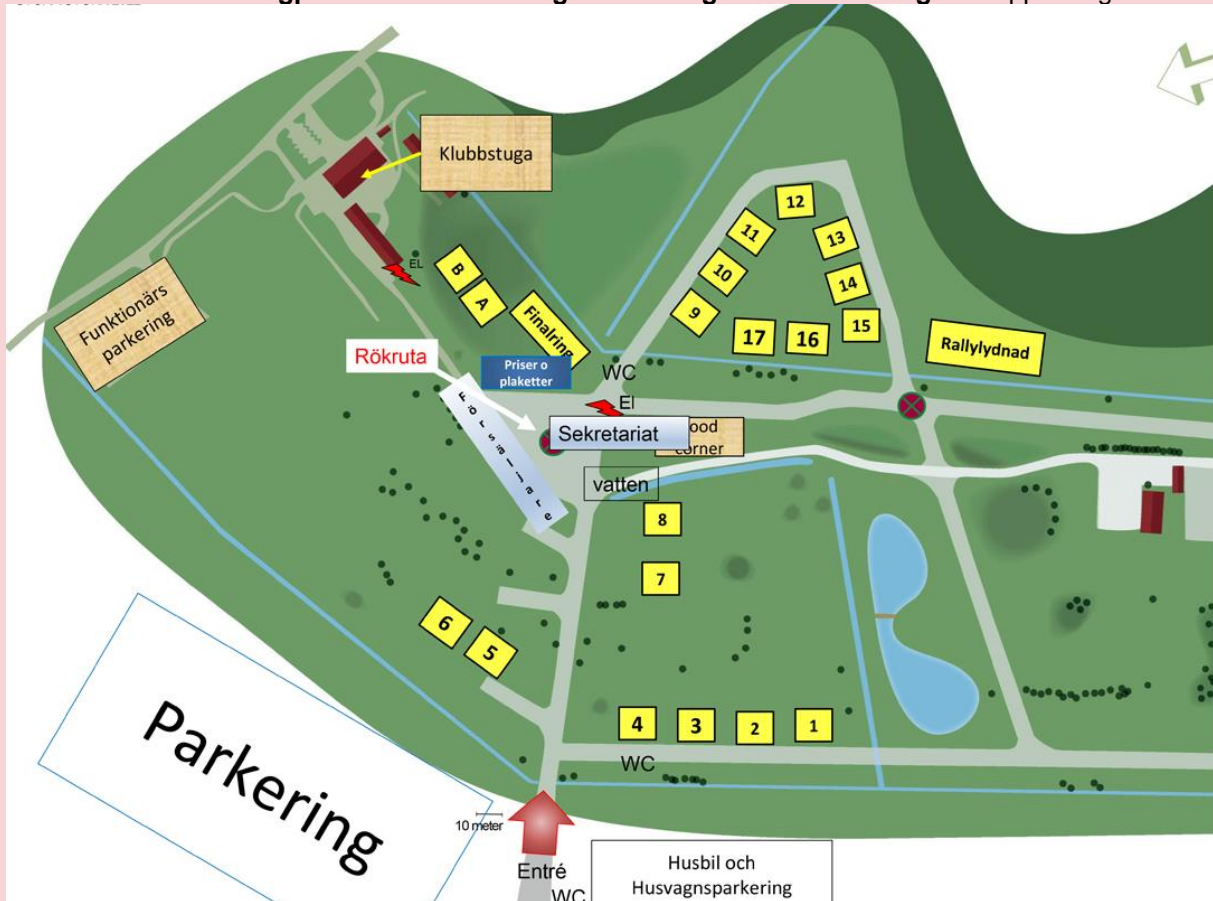 Klubbstuga
12
11
13
10
14
9
15
17
16
B
A
EL
Finalring
Rallylydnad
Funktionärs
parkering
Rökruta
Priser o
plaketter
WC
El
Försäljare
Sekretariat
ood
corner
vatten
8
7
6
5
4
3
2
1
WC
Parkering
10 meter
Entré
WC
Husbil och
Husvagnsparkering